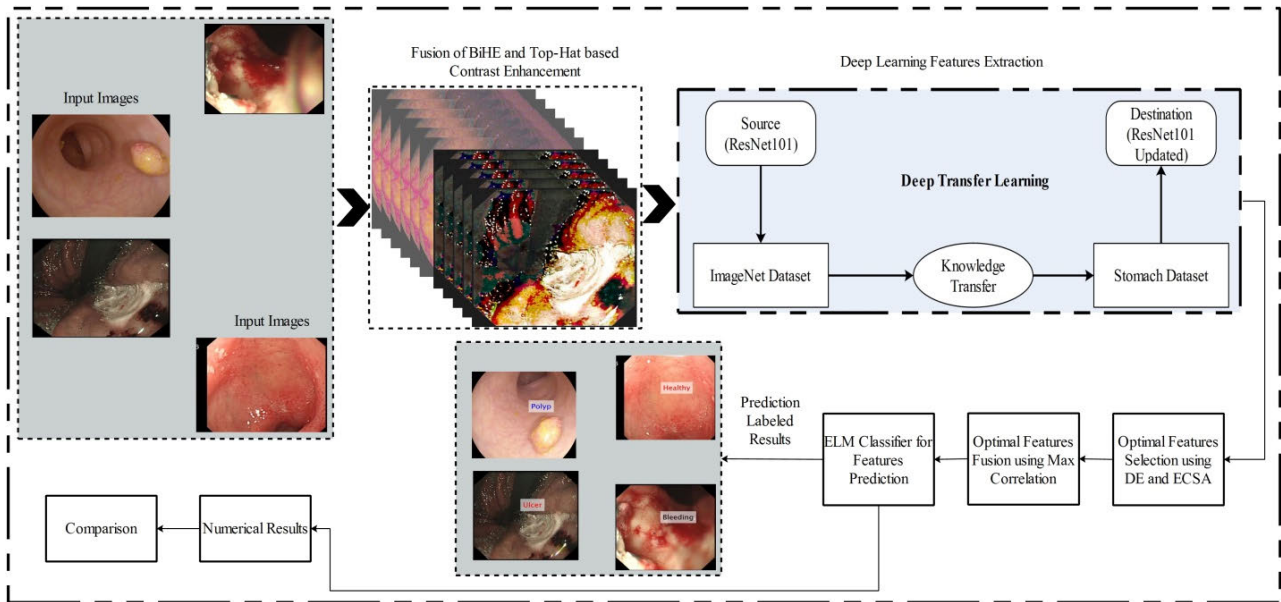 Input Images
Input Images
Fusion of BiHE and Top-Hat based
Contrast Enhancement
Deep Learning Features Extraction
Source
(ResNet101)
Destination
(ResNet101
Updated)
Deep Transfer Learning
ImageNet Dataset
Knowledge
Transfer
Stomach Dataset
Optimal Features
Selection using
DE and ECSA
Optimal Features
Fusion using Max
Correlation
ELM Classifier for
Features
Prediction
Prediction
Labeled
Results
Polyp
Healthy
Ulcer
Bleeding
Numerical Results
Comparison